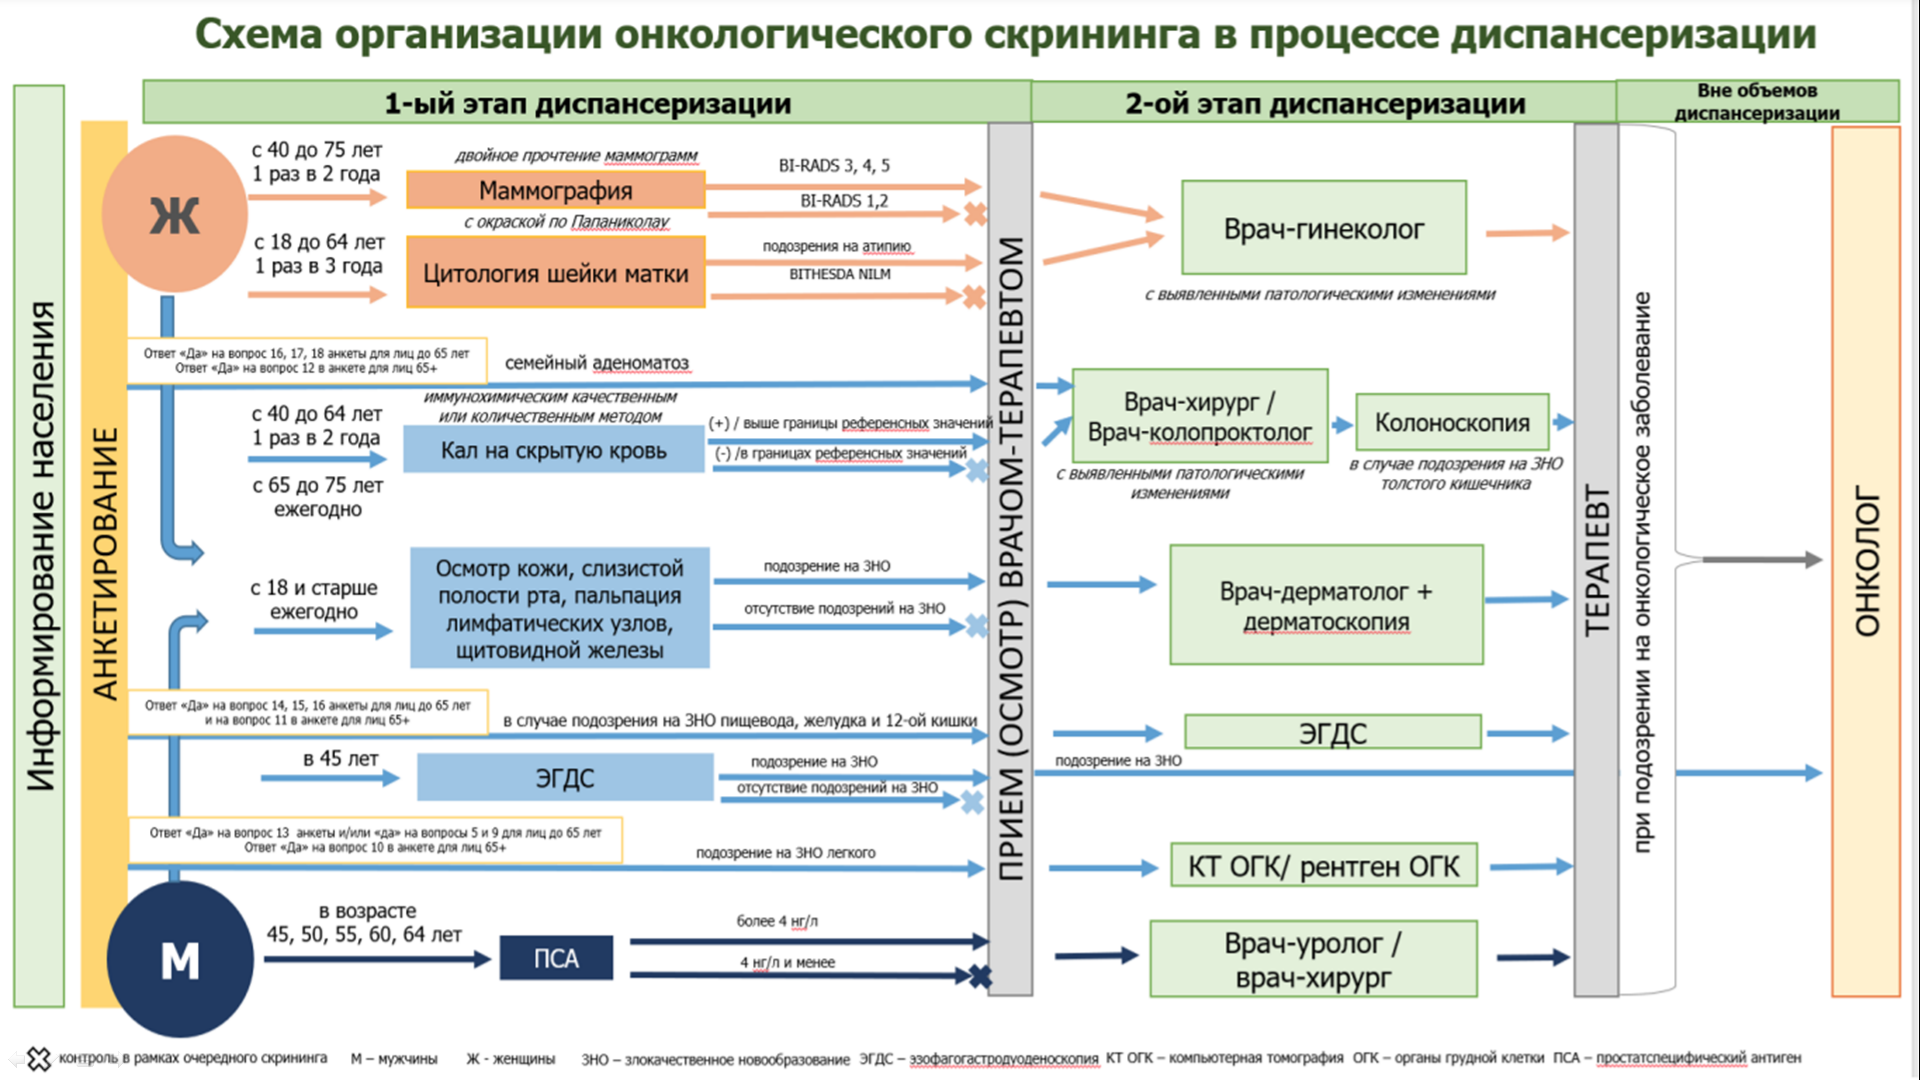 Схема организации онкологического скрининга в процессе диспансеризации
Информирование населения
АНКЕТИРОВАНИЕ
1-ый этап диспансеризации
2-ой этап диспансеризации
Вне объемов
диспансеризации
Ж
с 40 до 75 лет
1 раз в 2 года
двойное прочтение маммограмм
Маммография
BI-RADS 3, 4, 5
BI-RADS 1,2
с 18 до 64 лет
1 раз в 3 года
с окраской по Папаниколау
Цитология шейки матки
подозрения на атипию
BITHESDA NILM
Ответ «Да» на вопрос 16, 17, 18 анкеты для лиц до 65 лет
Ответ «Да» на вопрос 12 в анкете для лиц 65+
семейный аденоматоз
с 40 до 64 лет
1 раз в 2 года
с 65 до 75 лет
ежегодно
иммунохимическим качественным
или количественным методом
Кал на скрытую кровь
(+) / выше границы референсных значений
(-) /в границах референсных значений
с 18 и старше
ежегодно
Осмотр кожи, слизистой
полости рта, пальпация
лимфатических узлов,
щитовидной железы
подозрение на ЗНО
отсутствие подозрений на ЗНО
Ответ «Да» на вопрос 14, 15, 16 анкеты для лиц до 65 лет
и на вопрос 11 в анкете для лиц 65+
в случае подозрения на ЗНО пищевода, желудка и 12-ой кишки
в 45 лет
ЭГДС
подозрение на ЗНО
отсутствие подозрений на ЗНО
Ответ «Да» на вопрос 13 анкеты и/или «да» на вопросы 5 и 9 для лиц до 65 лет
Ответ «Да» на вопрос 10 в анкете для лиц 65+
подозрение на ЗНО легкого
М
в возрасте
45, 50, 55, 60, 64 лет
ПСА
более 4 нг/л
4 нг/л и менее
ПРИЕМ (ОСМОТР) ВРАЧОМ-ТЕРАПЕВТОМ
Врач-гинеколог
с выявленными патологическими изменениями
Врач-хирург /
Врач-колопроктолог
с выявленными патологическими
изменениями
Колоноскопия
в случае подозрения на ЗНО
толстого кишечника
Врач-дерматолог +
дерматоскопия
ЭГДС
подозрение на ЗНО
КТ ОГК/ рентген ОГК
Врач-уролог /
врач-хирург
ТЕРАПЕВТ
при подозрении на онкологическое заболевание
ОНКОЛОГ
контроль в рамках очередного скрининга М – мужчины Ж - женщины ЗНО – злокачественное новообразование ЭГДС – эзофагогастродуоденоскопия КТ ОГК – компьютерная томография ОГК – органы грудной клетки ПСА – простатспецифический антиген